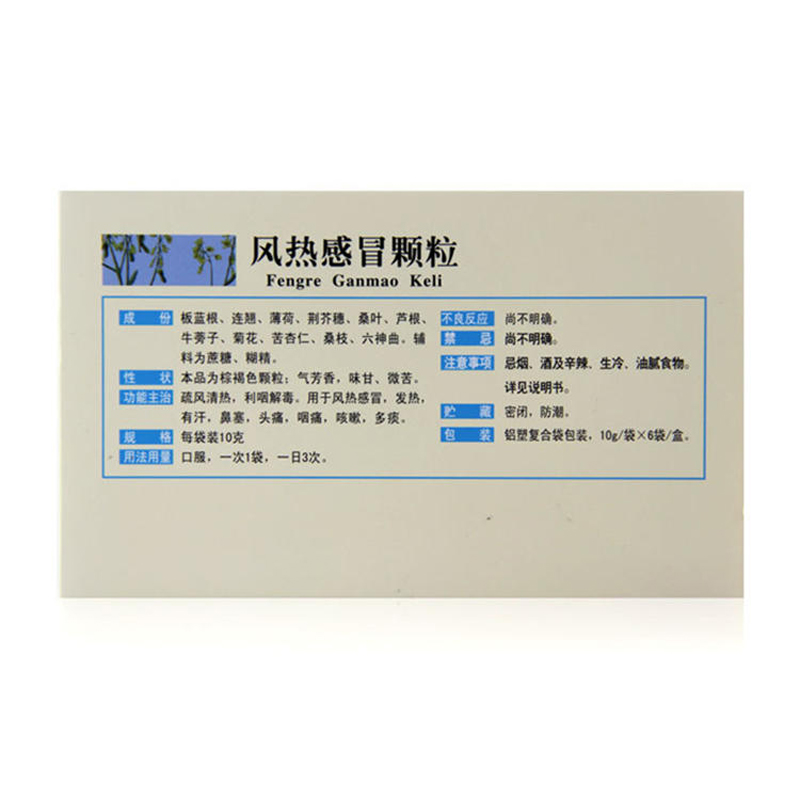 风热感冒颗粒
Fengre Ganmao Keli
成份 板蓝根、连翘、薄荷、荆芥穗、桑叶、芦根、
牛蒡子、菊花、苦杏仁、桑枝、六神曲。辅
料为蔗糖、糊精。
性状 本品为棕褐色颗粒；气芳香，味甘、微苦。
功能主治 疏风清热，利咽解毒。用于风热感冒，发热，
有汗，鼻塞，头痛，咽痛，咳嗽，多痰。
规格 每袋装10克
用法用量 口服，一次1袋，一日3次。
不良反应 尚不明确。
禁忌 尚不明确。
注意事项 忌烟、酒及辛辣、生冷、油腻食物。
详见说明书。
贮藏 密闭，防潮。
包装 铝塑复合袋包装，10g/袋×6袋/盒。